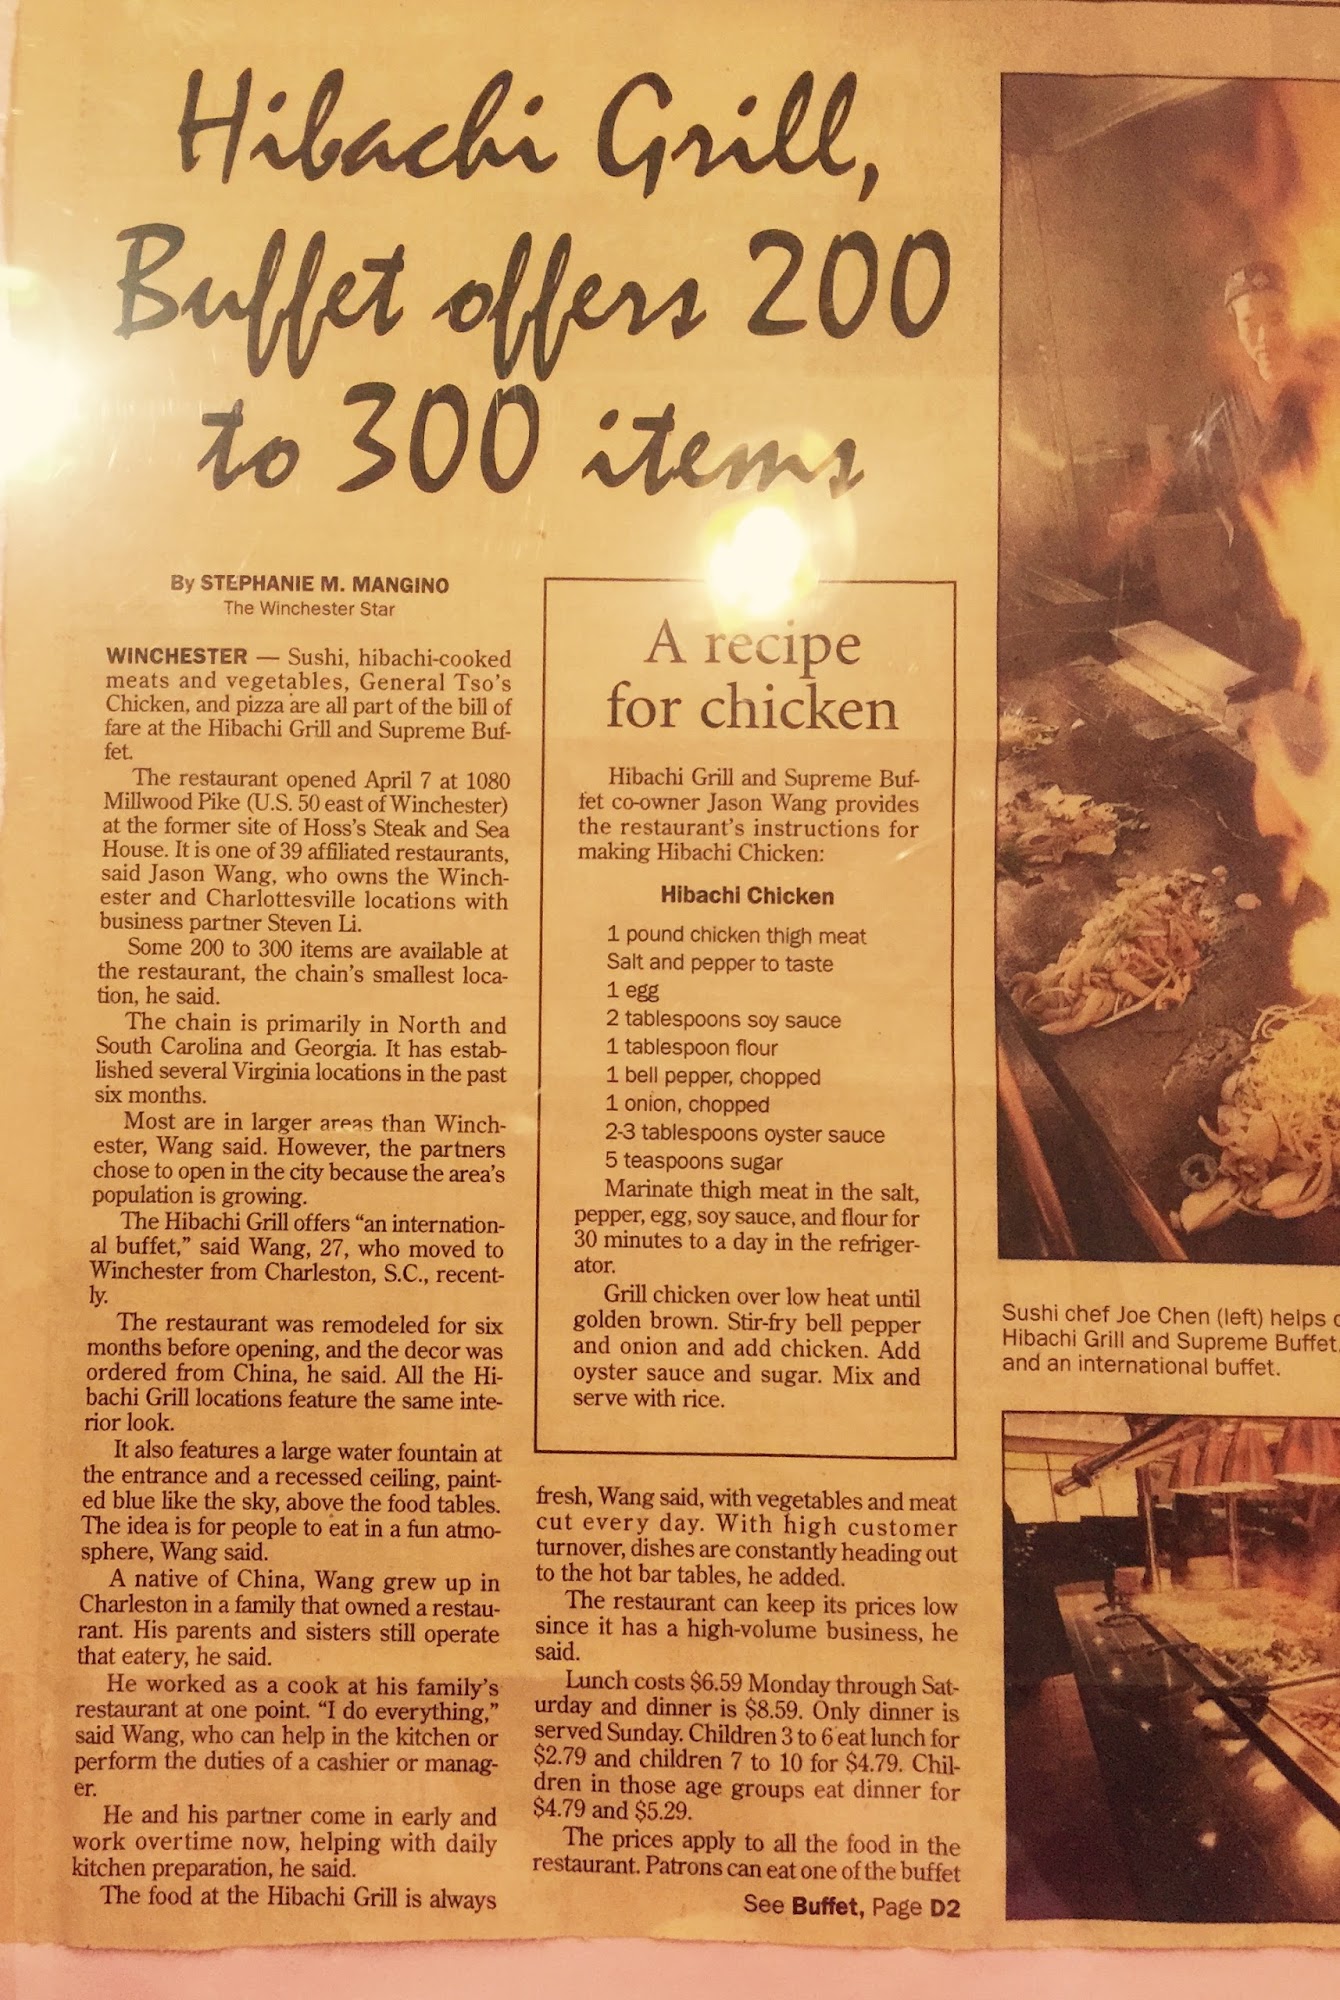 Hibachi Grill,
Buffet offers 200
to 300 items
By STEPHANIE M. MANGINO
The Winchester Star
WINCHESTER — Sushi, hibachi-cooked
meats and vegetables, General Tso's
Chicken, and pizza are all part of the bill of
fare at the Hibachi Grill and Supreme Buf-
fet.
The restaurant opened April 7 at 1080
Millwood Pike (U.S. 50 east of Winchester)
at the former site of Hoss's Steak and Sea
House. It is one of 39 affiliated restaurants,
said Jason Wang, who owns the Winch-
ester and Charlottesville locations with
business partner Steven Li.
Some 200 to 300 items are available at
the restaurant, the chain's smallest loca-
tion, he said.
The chain is primarily in North and
South Carolina and Georgia. It has estab-
lished several Virginia locations in the past
six months.
Most are in larger areas than Winch-
ester, Wang said. However, the partners
chose to open in the city because the area's
population is growing.
The Hibachi Grill offers "an internation-
al buffet," said Wang, 27, who moved to
Winchester from Charleston, S.C., recent-
ly.
The restaurant was remodeled for six
months before opening, and the decor was
ordered from China, he said. All the Hi-
bachi Grill locations feature the same inte-
rior look.
It also features a large water fountain at
the entrance and a recessed ceiling, paint-
ed blue like the sky, above the food tables.
The idea is for people to eat in a fun atmo-
sphere, Wang said.
A native of China, Wang grew up in
Charleston in a family that owned a restau-
rant. His parents and sisters still operate
that eatery, he said.
He worked as a cook at his family's
restaurant at one point. "I do everything,"
said Wang, who can help in the kitchen or
perform the duties of a cashier or manag-
er.
He and his partner come in early and
work overtime now, helping with daily
kitchen preparation, he said.
The food at the Hibachi Grill is always
A recipe
for chicken
Hibachi Grill and Supreme Buf-
fet co-owner Jason Wang provides
the restaurant's instructions for
making Hibachi Chicken:
Hibachi Chicken
1 pound chicken thigh meat
Salt and pepper to taste
1 egg
2 tablespoons soy sauce
1 tablespoon flour
1 bell pepper, chopped
1 onion, chopped
2-3 tablespoons oyster sauce
5 teaspoons sugar
Marinate thigh meat in the salt,
pepper, egg, soy sauce, and flour for
30 minutes to a day in the refriger-
ator.
Grill chicken over low heat until
golden brown. Stir-fry bell pepper
and onion and add chicken. Add
oyster sauce and sugar. Mix and
serve with rice.
fresh, Wang said, with vegetables and meat
cut every day. With high customer
turnover, dishes are constantly heading out
to the hot bar tables, he added.
The restaurant can keep its prices low
since it has a high-volume business, he
said.
Lunch costs $6.59 Monday through Sat-
urday and dinner is $8.59. Only dinner is
served Sunday. Children 3 to 6 eat lunch for
$2.79 and children 7 to 10 for $4.79. Chil-
dren in those age groups eat dinner for
$4.79 and $5.29.
The prices apply to all the food in the
restaurant. Patrons can eat one of the buffet
See Buffet, Page D2
Sushi chef Joe Chen (left) helps
Hibachi Grill and Supreme Buffet.
and an international buffet.